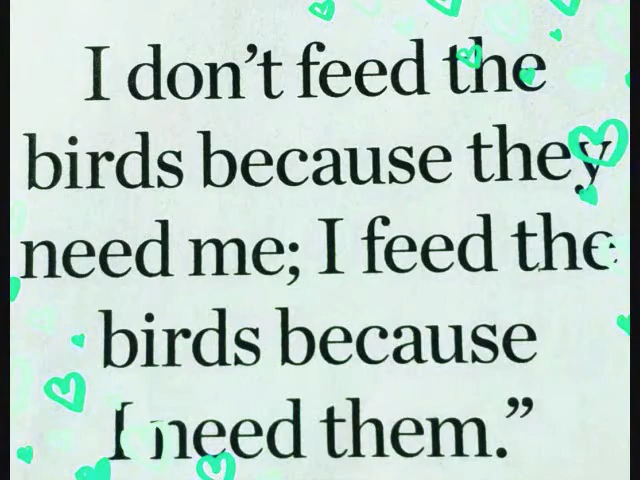 I don’t feed the
birds because they
need me; I feed the
birds because
I need them.”